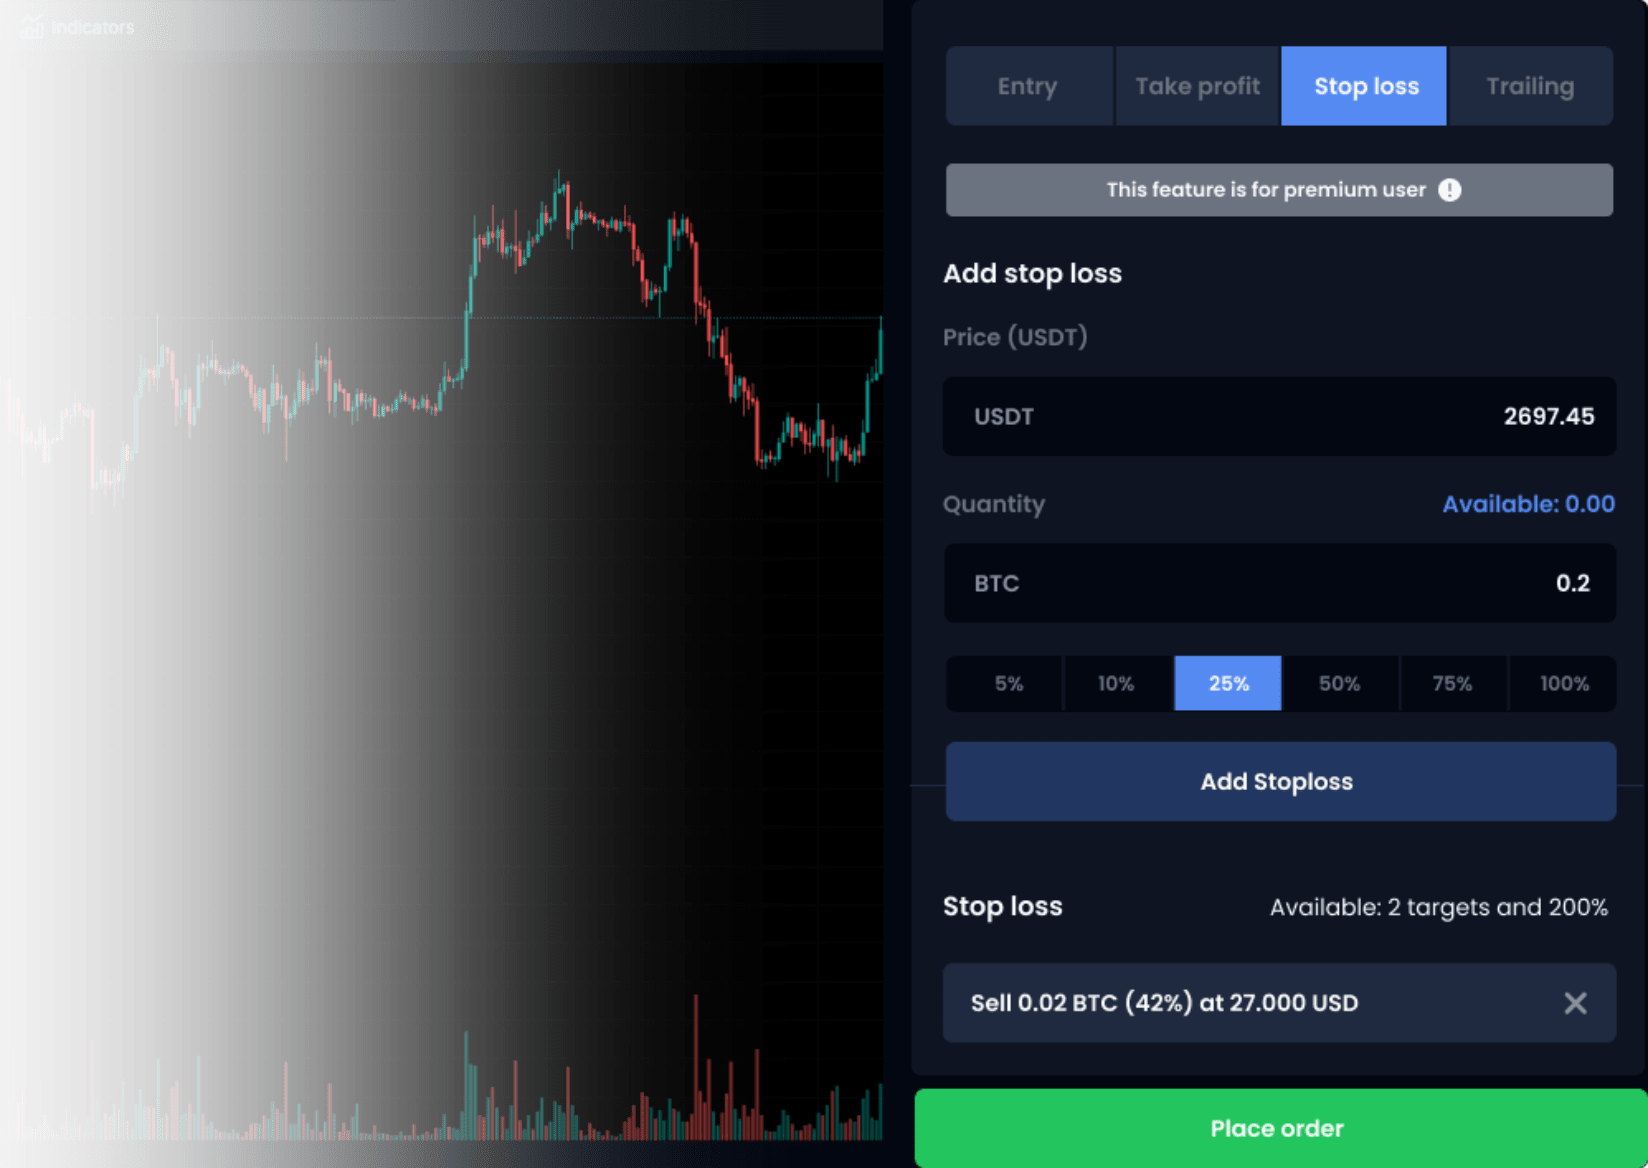 Indicators
Entry
Take profit
Stop loss
Trailing
This feature is for premium user
Add stop loss
Price (USDT)
USDT
2697.45
Quantity
Available: 0.00
BTC
0.2
5%
10%
25%
50%
75%
100%
Add Stoploss
Stop loss
Available: 2 targets and 200%
Sell 0.02 BTC (42%) at 27.000 USD
Place order